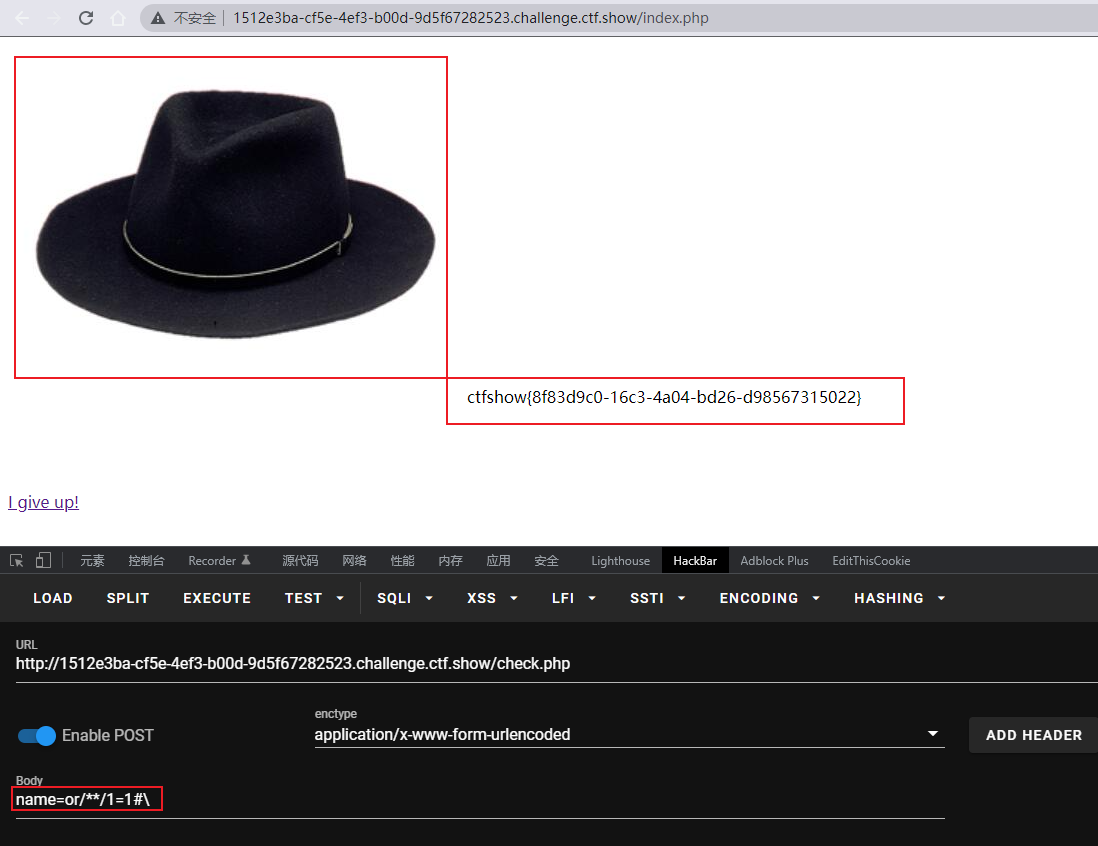 不安全 1512e3ba-cf5e-4ef3-b00d-9d5f67282523.challenge.ctf.show/index.php
ctfshow{8f83d9c0-16c3-4a04-bd26-d98567315022}
I give up!
元素 控制台 Recorder 源代码 网络 性能 内存 应用 安全 Lighthouse HackBar Adblock Plus EditThisCookie
LOAD SPLIT EXECUTE TEST SQLI XSS LFI SSTI ENCODING HASHING
URL
http://1512e3ba-cf5e-4ef3-b00d-9d5f67282523.challenge.ctf.show/check.php
enctype
Enable POST application/x-www-form-urlencoded ADD HEADER
Body
name=or/**/1=1#\